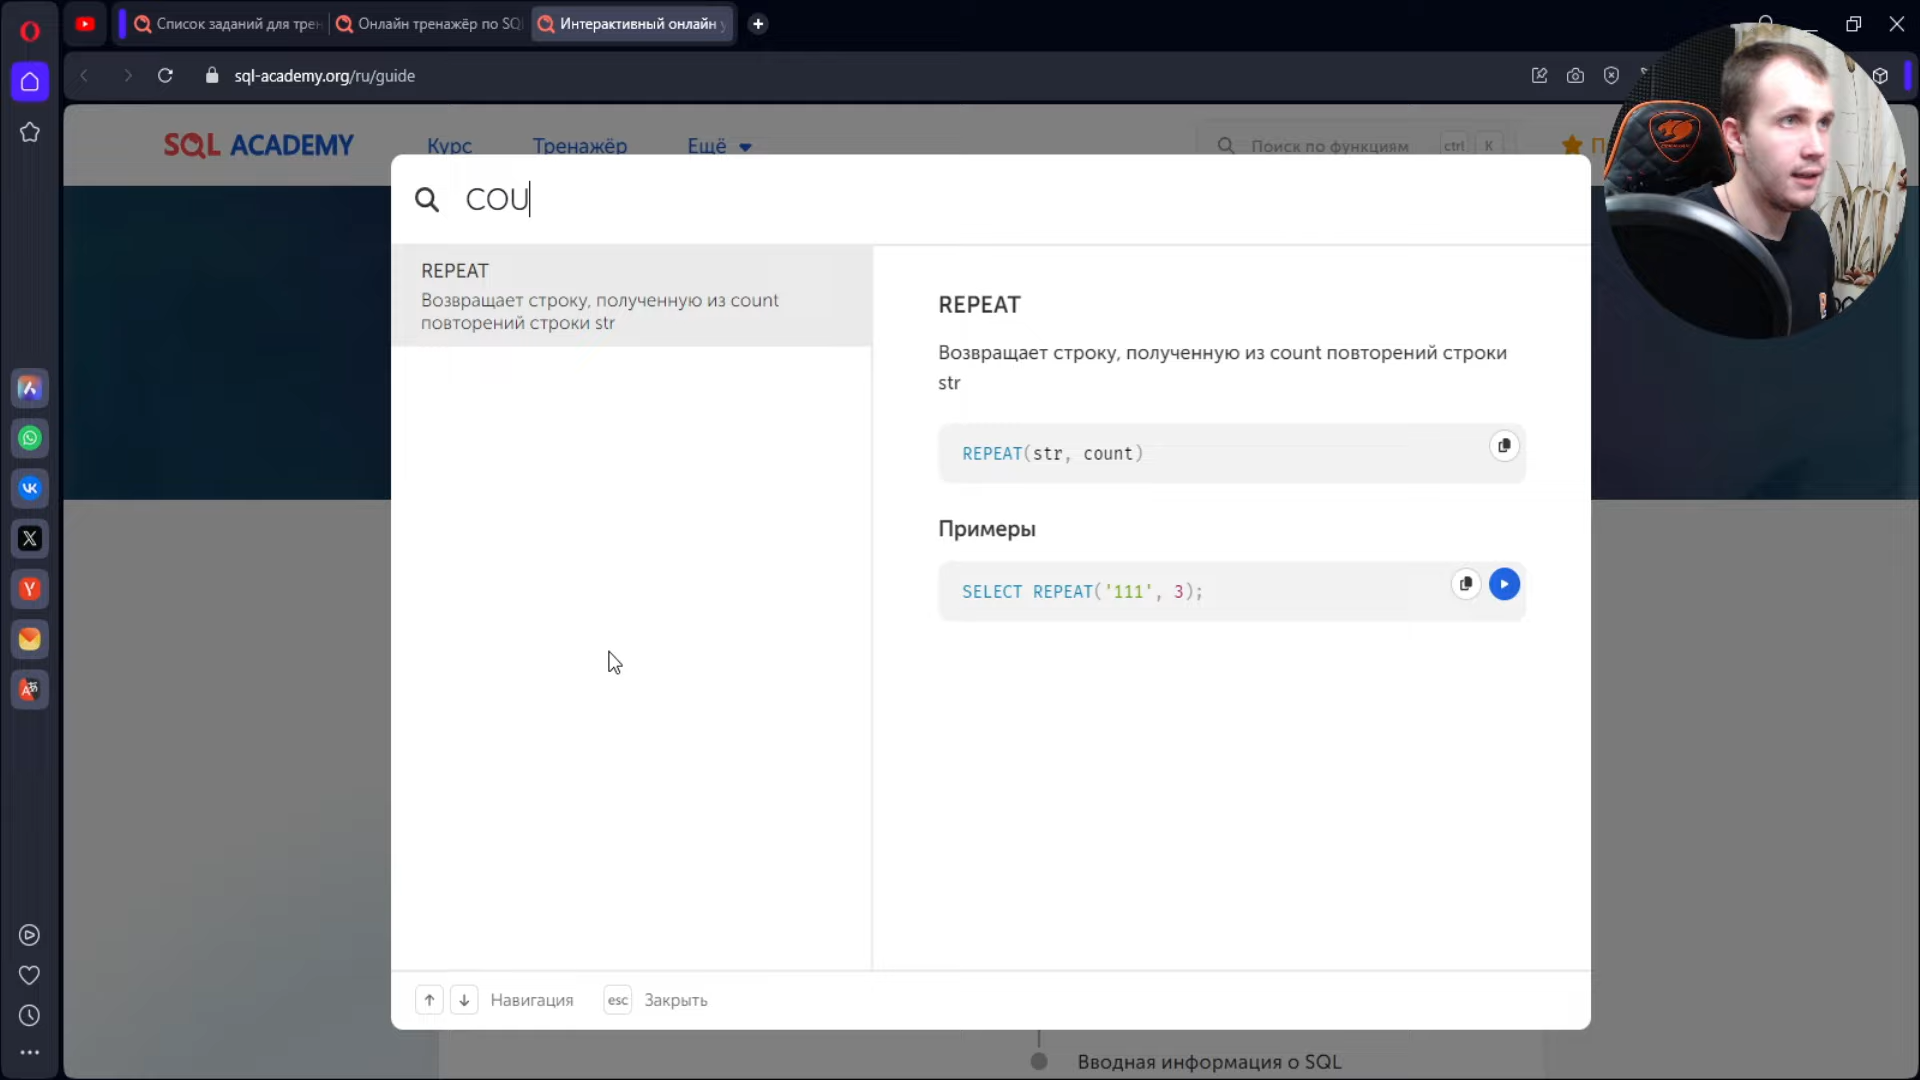 Список заданий для трен
Онлайн тренажёр по SQ
Интерактивный онлайн у
sql-academy.org/ru/guide
SQL ACADEMY
Курс
Тренажёр
Ещё
Поиск по функциям
ctrl
K
П
COU
REPEAT
Возвращает строку, полученную из count
повторений строки str
REPEAT
Возвращает строку, полученную из count повторений строки
str
REPEAT(str, count)
Примеры
SELECT REPEAT('111', 3);
Навигация
esc
Закрыть
Вводная информация о SQL